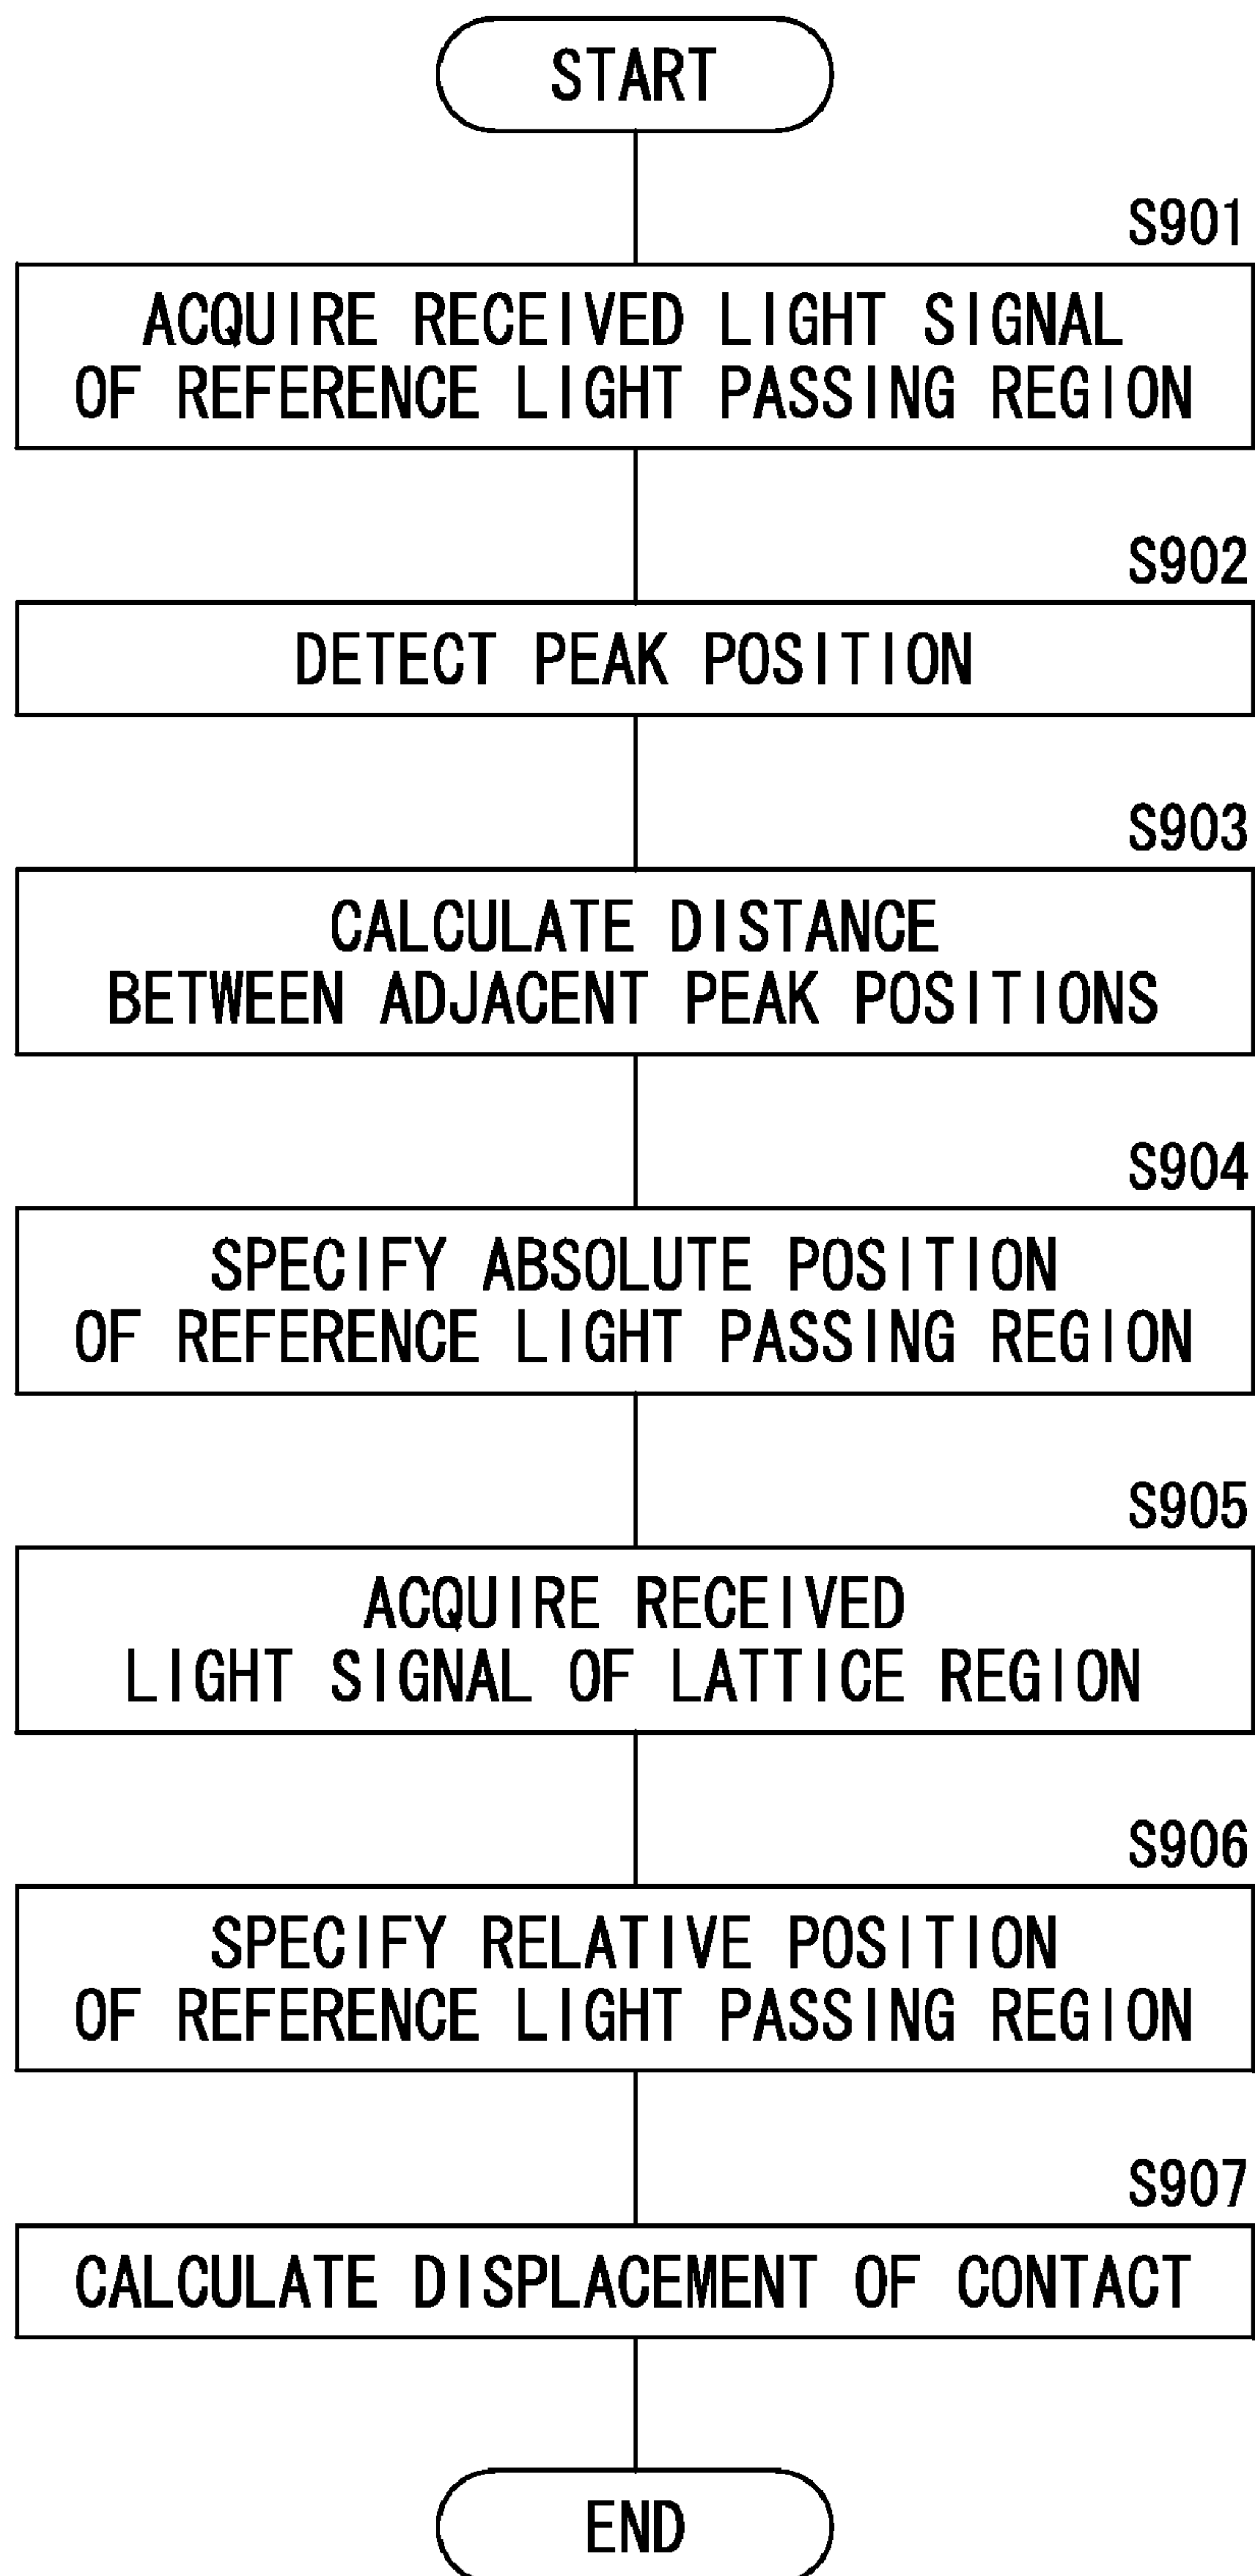 START
S901
ACQUIRE RECEIVED LIGHT SIGNAL
OF REFERENCE LIGHT PASSING REGION
S902
DETECT PEAK POSITION
S903
CALCULATE DISTANCE
BETWEEN ADJACENT PEAK POSITIONS
S904
SPECIFY ABSOLUTE POSITION
OF REFERENCE LIGHT PASSING REGION
S905
ACQUIRE RECEIVED
LIGHT SIGNAL OF LATTICE REGION
S906
SPECIFY RELATIVE POSITION
OF REFERENCE LIGHT PASSING REGION
S907
CALCULATE DISPLACEMENT OF CONTACT
END